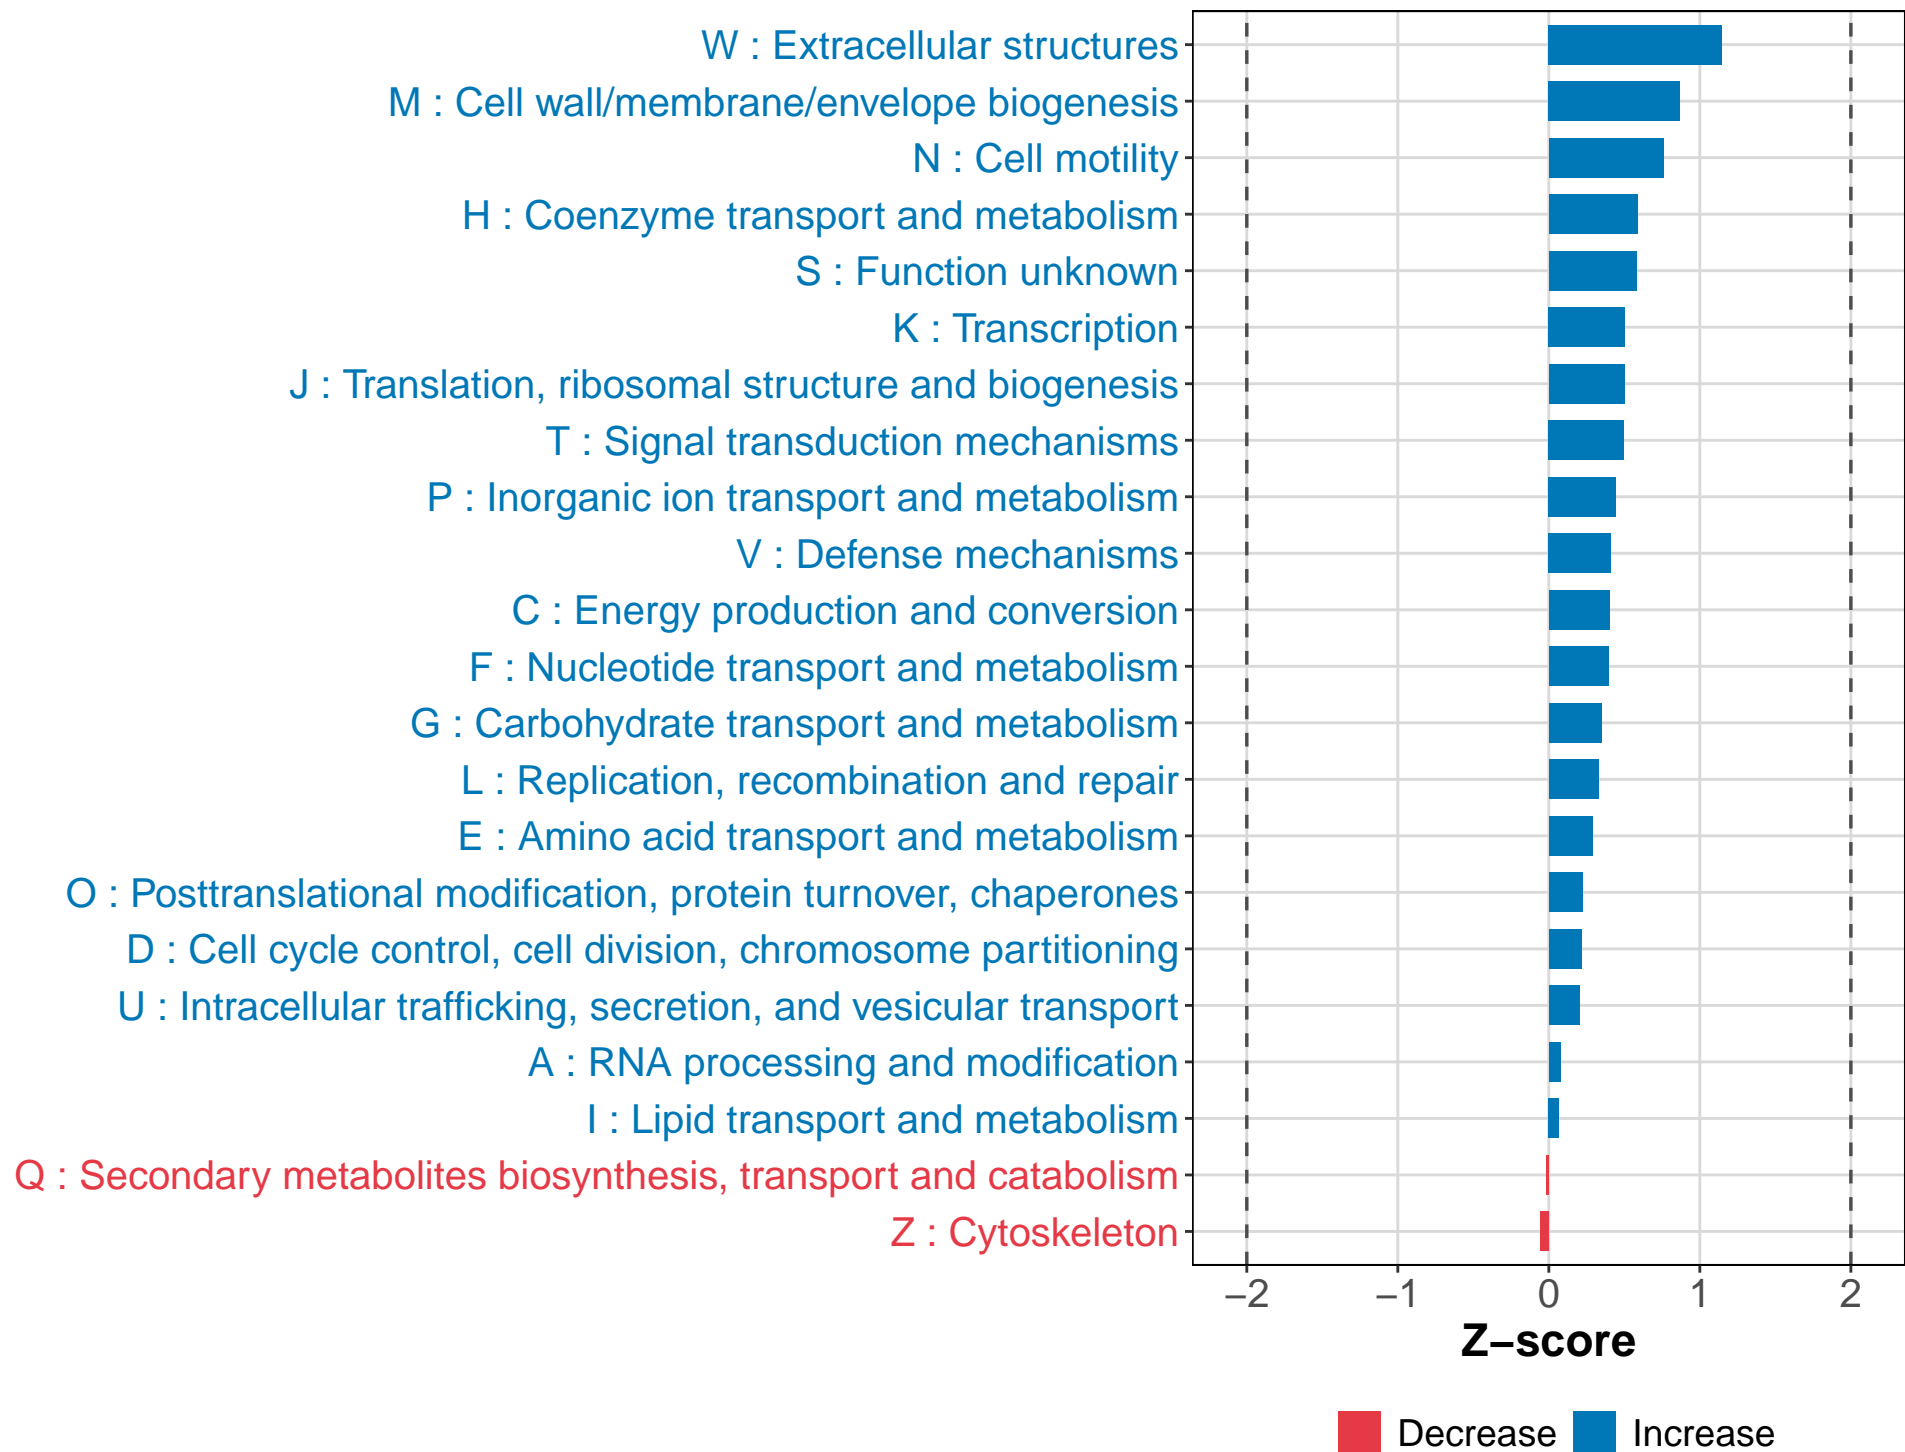 W : Extracellular structures
M : Cell wall/membrane/envelope biogenesis
N : Cell motility
H : Coenzyme transport and metabolism
S : Function unknown
K : Transcription
J : Translation, ribosomal structure and biogenesis
T : Signal transduction mechanisms
P : Inorganic ion transport and metabolism
V : Defense mechanisms
C : Energy production and conversion
F : Nucleotide transport and metabolism
G : Carbohydrate transport and metabolism
L : Replication, recombination and repair
E : Amino acid transport and metabolism
O : Posttranslational modification, protein turnover, chaperones
D : Cell cycle control, cell division, chromosome partitioning
U : Intracellular trafficking, secretion, and vesicular transport
A : RNA processing and modification
I : Lipid transport and metabolism
Q : Secondary metabolites biosynthesis, transport and catabolism
Z : Cytoskeleton
−2 −1 0 1 2
Z−score
Decrease Increase